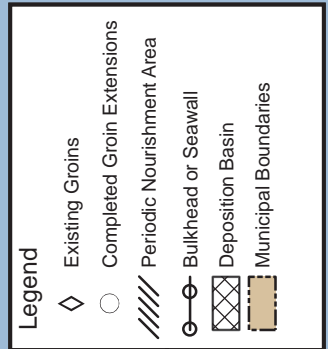 Legend
Existing Groins
Completed Groin Extensions
Periodic Nourishment Area
Bulkhead or Seawall
Deposition Basin
Municipal Boundaries